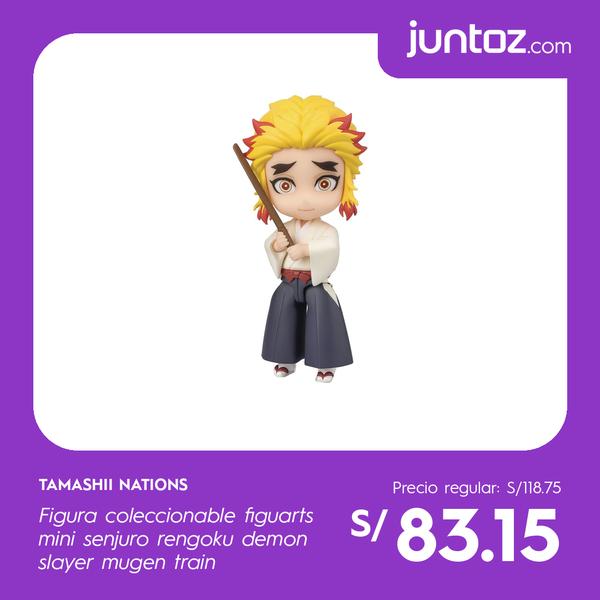 juntoz.com
TAMASHII NATIONS
Figura coleccionable figuarts
mini senjuro rengoku demon
slayer mugen train
Precio regular: S/118.75
S/83.15